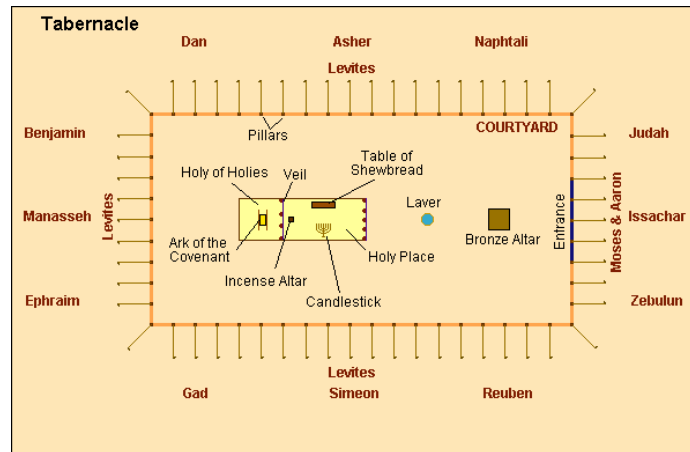 Tabernacle
Dan
Asher
Naphtali
Levites
Benjamin
Pillars
COURTYARD
Judah
Table of
Shewbread
Holy of Holies
Veil
Laver
Manasseh
Levites
Ark of the
Covenant
Incense Altar
Candlestick
Holy Place
Bronze Altar
Entrance
Moses & Aaron
Issachar
Ephraim
Zebulun
Levites
Gad
Simeon
Reuben